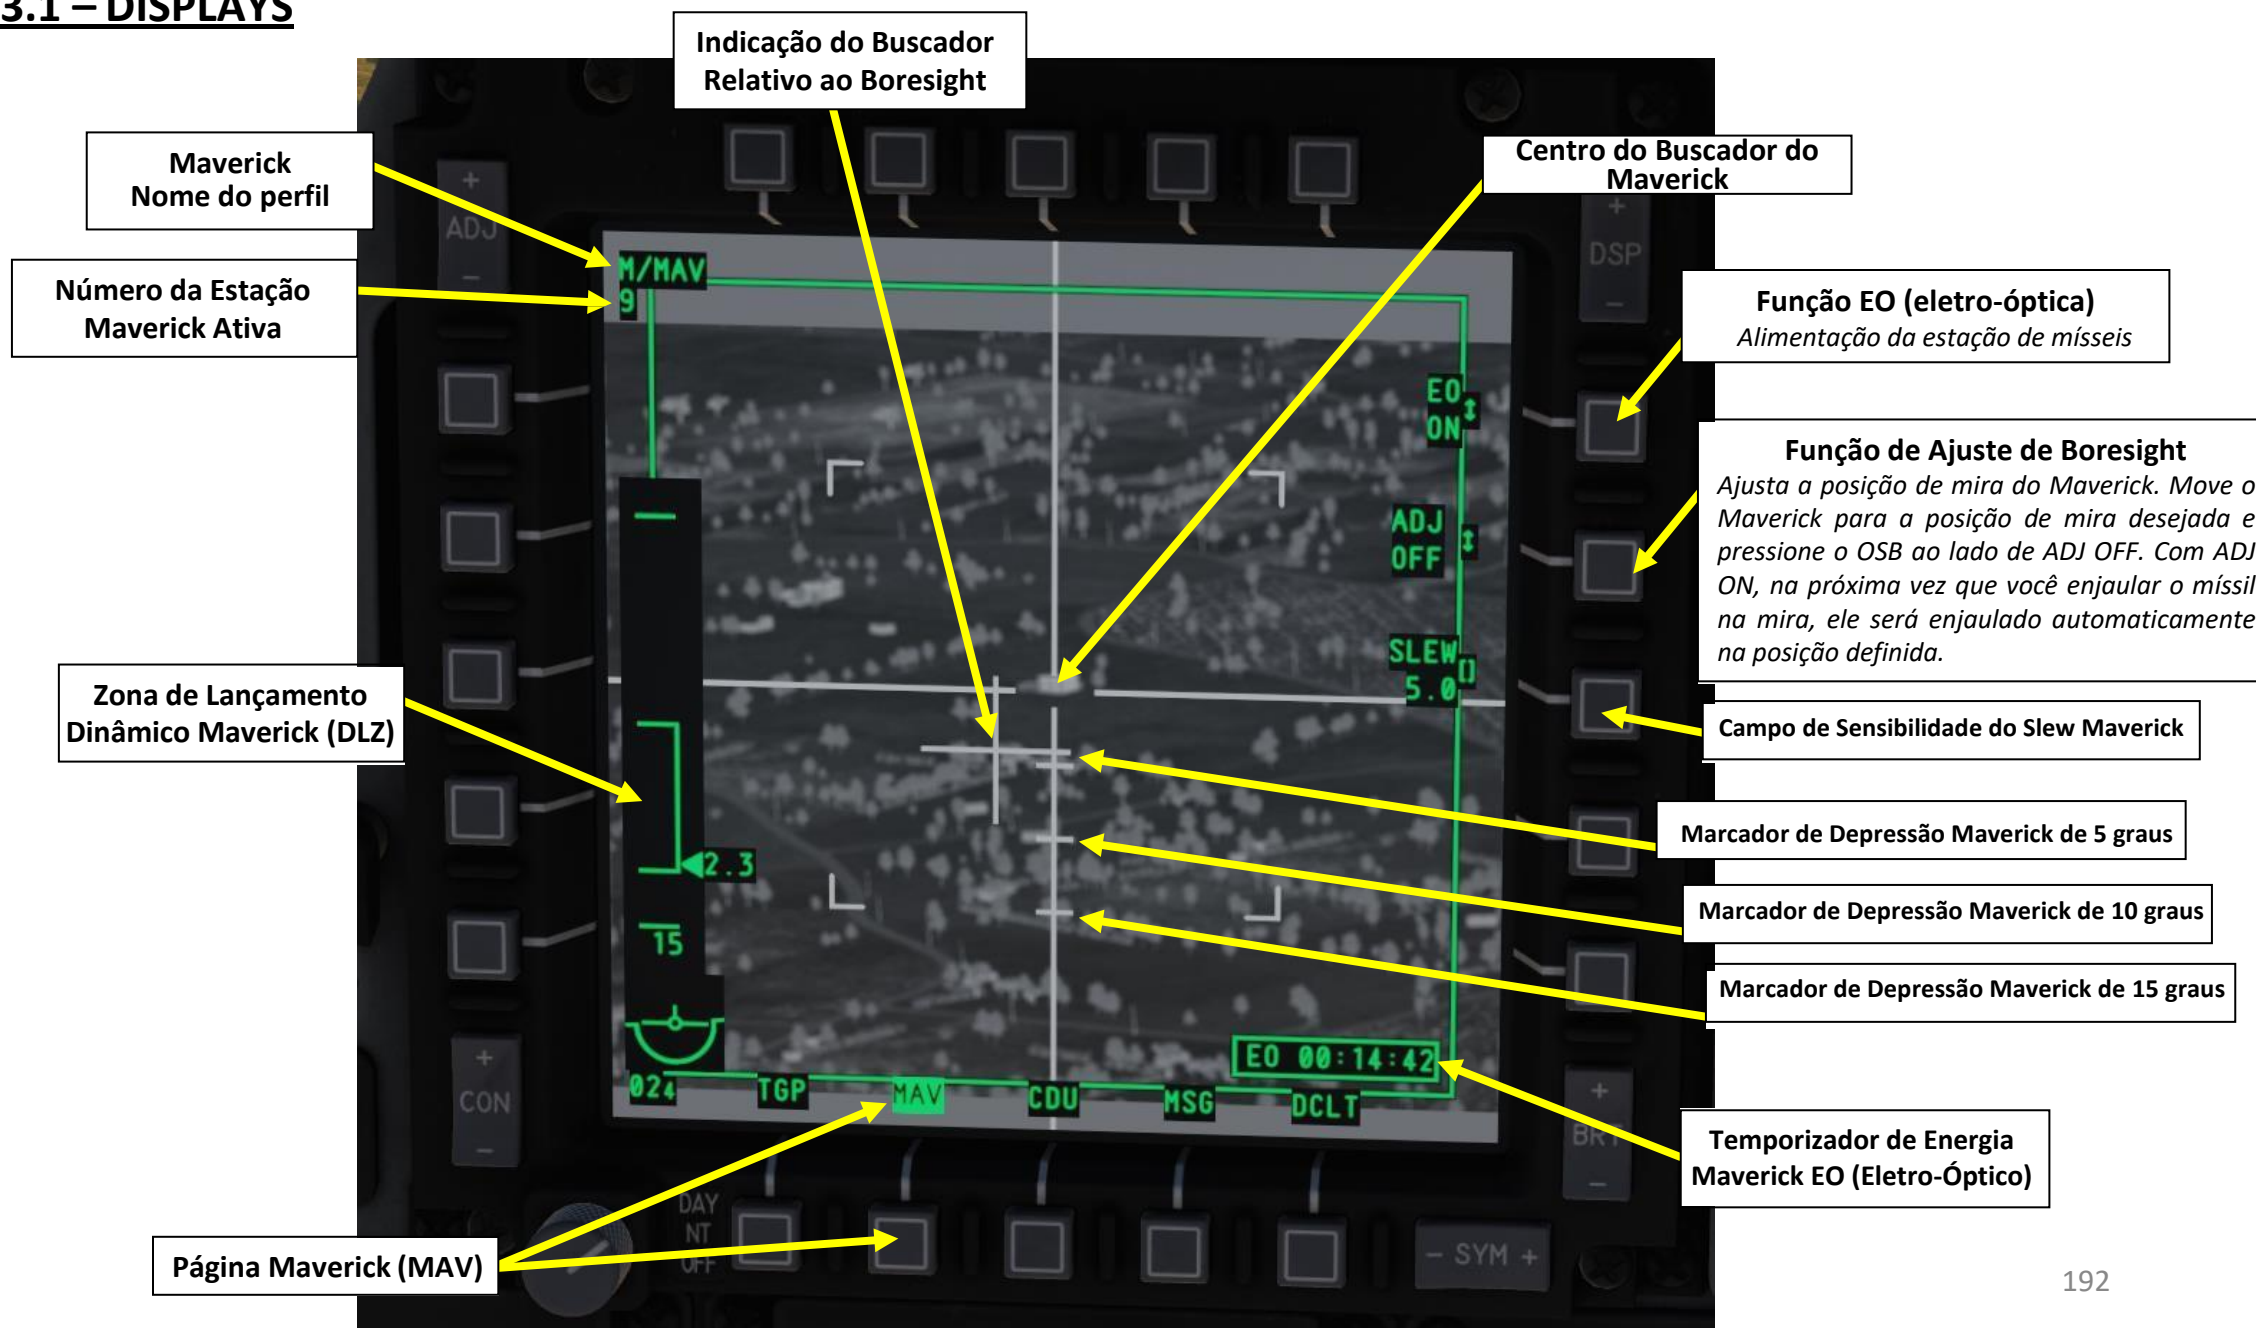 3.1 – DISPLAYS
Indicação do Buscador
Relativo ao Boresight
Maverick
Nome do perfil
Centro do Buscador do
Maverick
Número da Estação
Maverick Ativa
Função EO (eletro-óptica)
Alimentação da estação de mísseis
Função de Ajuste de Boresight
Ajusta a posição de mira do Maverick. Move o
Maverick para a posição de mira desejada e
pressione o OSB ao lado de ADJ OFF. Com ADJ
ON, na próxima vez que você enjaular o míssil
na mira, ele será enjaulado automaticamente
na posição definida.
Zona de Lançamento
Dinâmico Maverick (DLZ)
Campo de Sensibilidade do Slew Maverick
Marcador de Depressão Maverick de 5 graus
Marcador de Depressão Maverick de 10 graus
Marcador de Depressão Maverick de 15 graus
Temporizador de Energia
Maverick EO (Eletro-Óptico)
Página Maverick (MAV)
+
ADJ
–
+
DSP
–
M/MAV
9
EO
ON
ADJ
OFF
SLEW
5.0
2.3
15
EO 00:14:42
024
TGP
MAV
CDU
MSG
DCLT
+
CON
–
+
BRT
–
DAY
NT
OFF
– SYM +
192